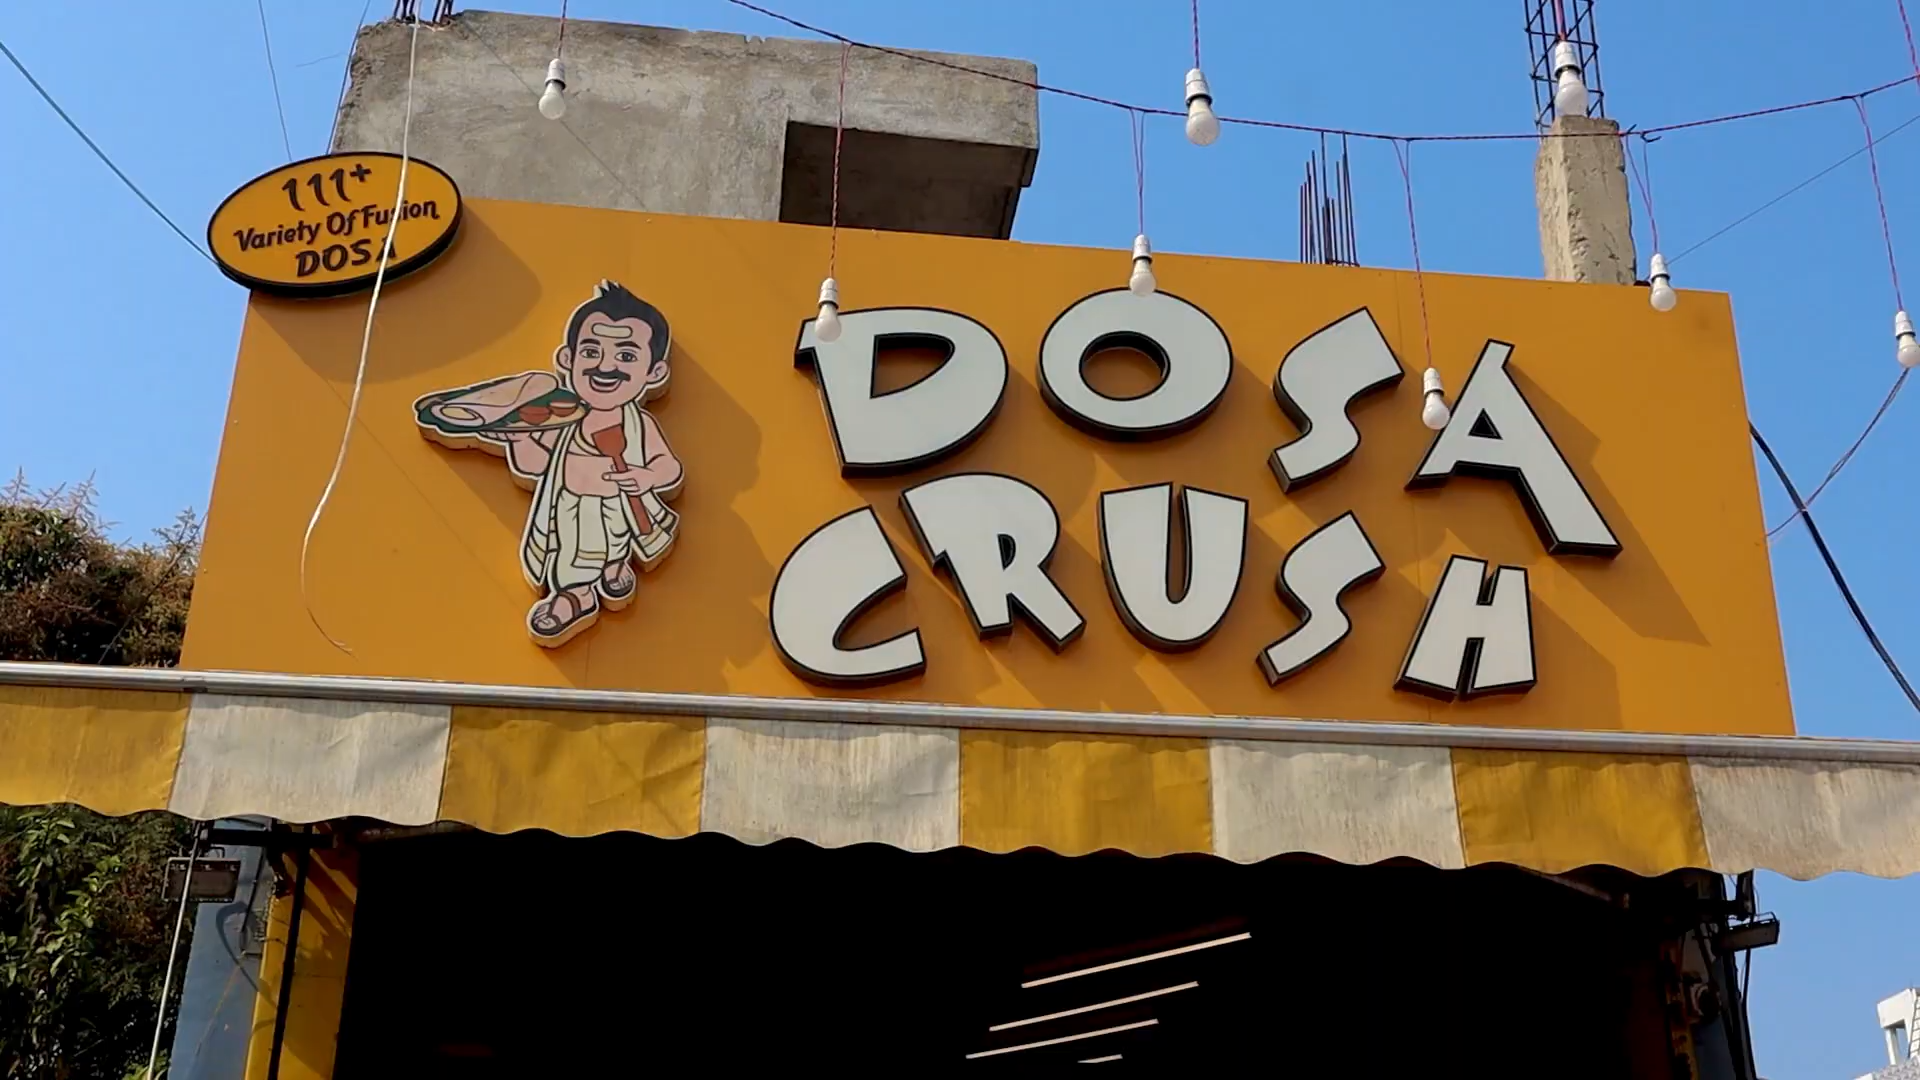 111+
Variety Of Fusion
DOSA
DOSA
CRUSH